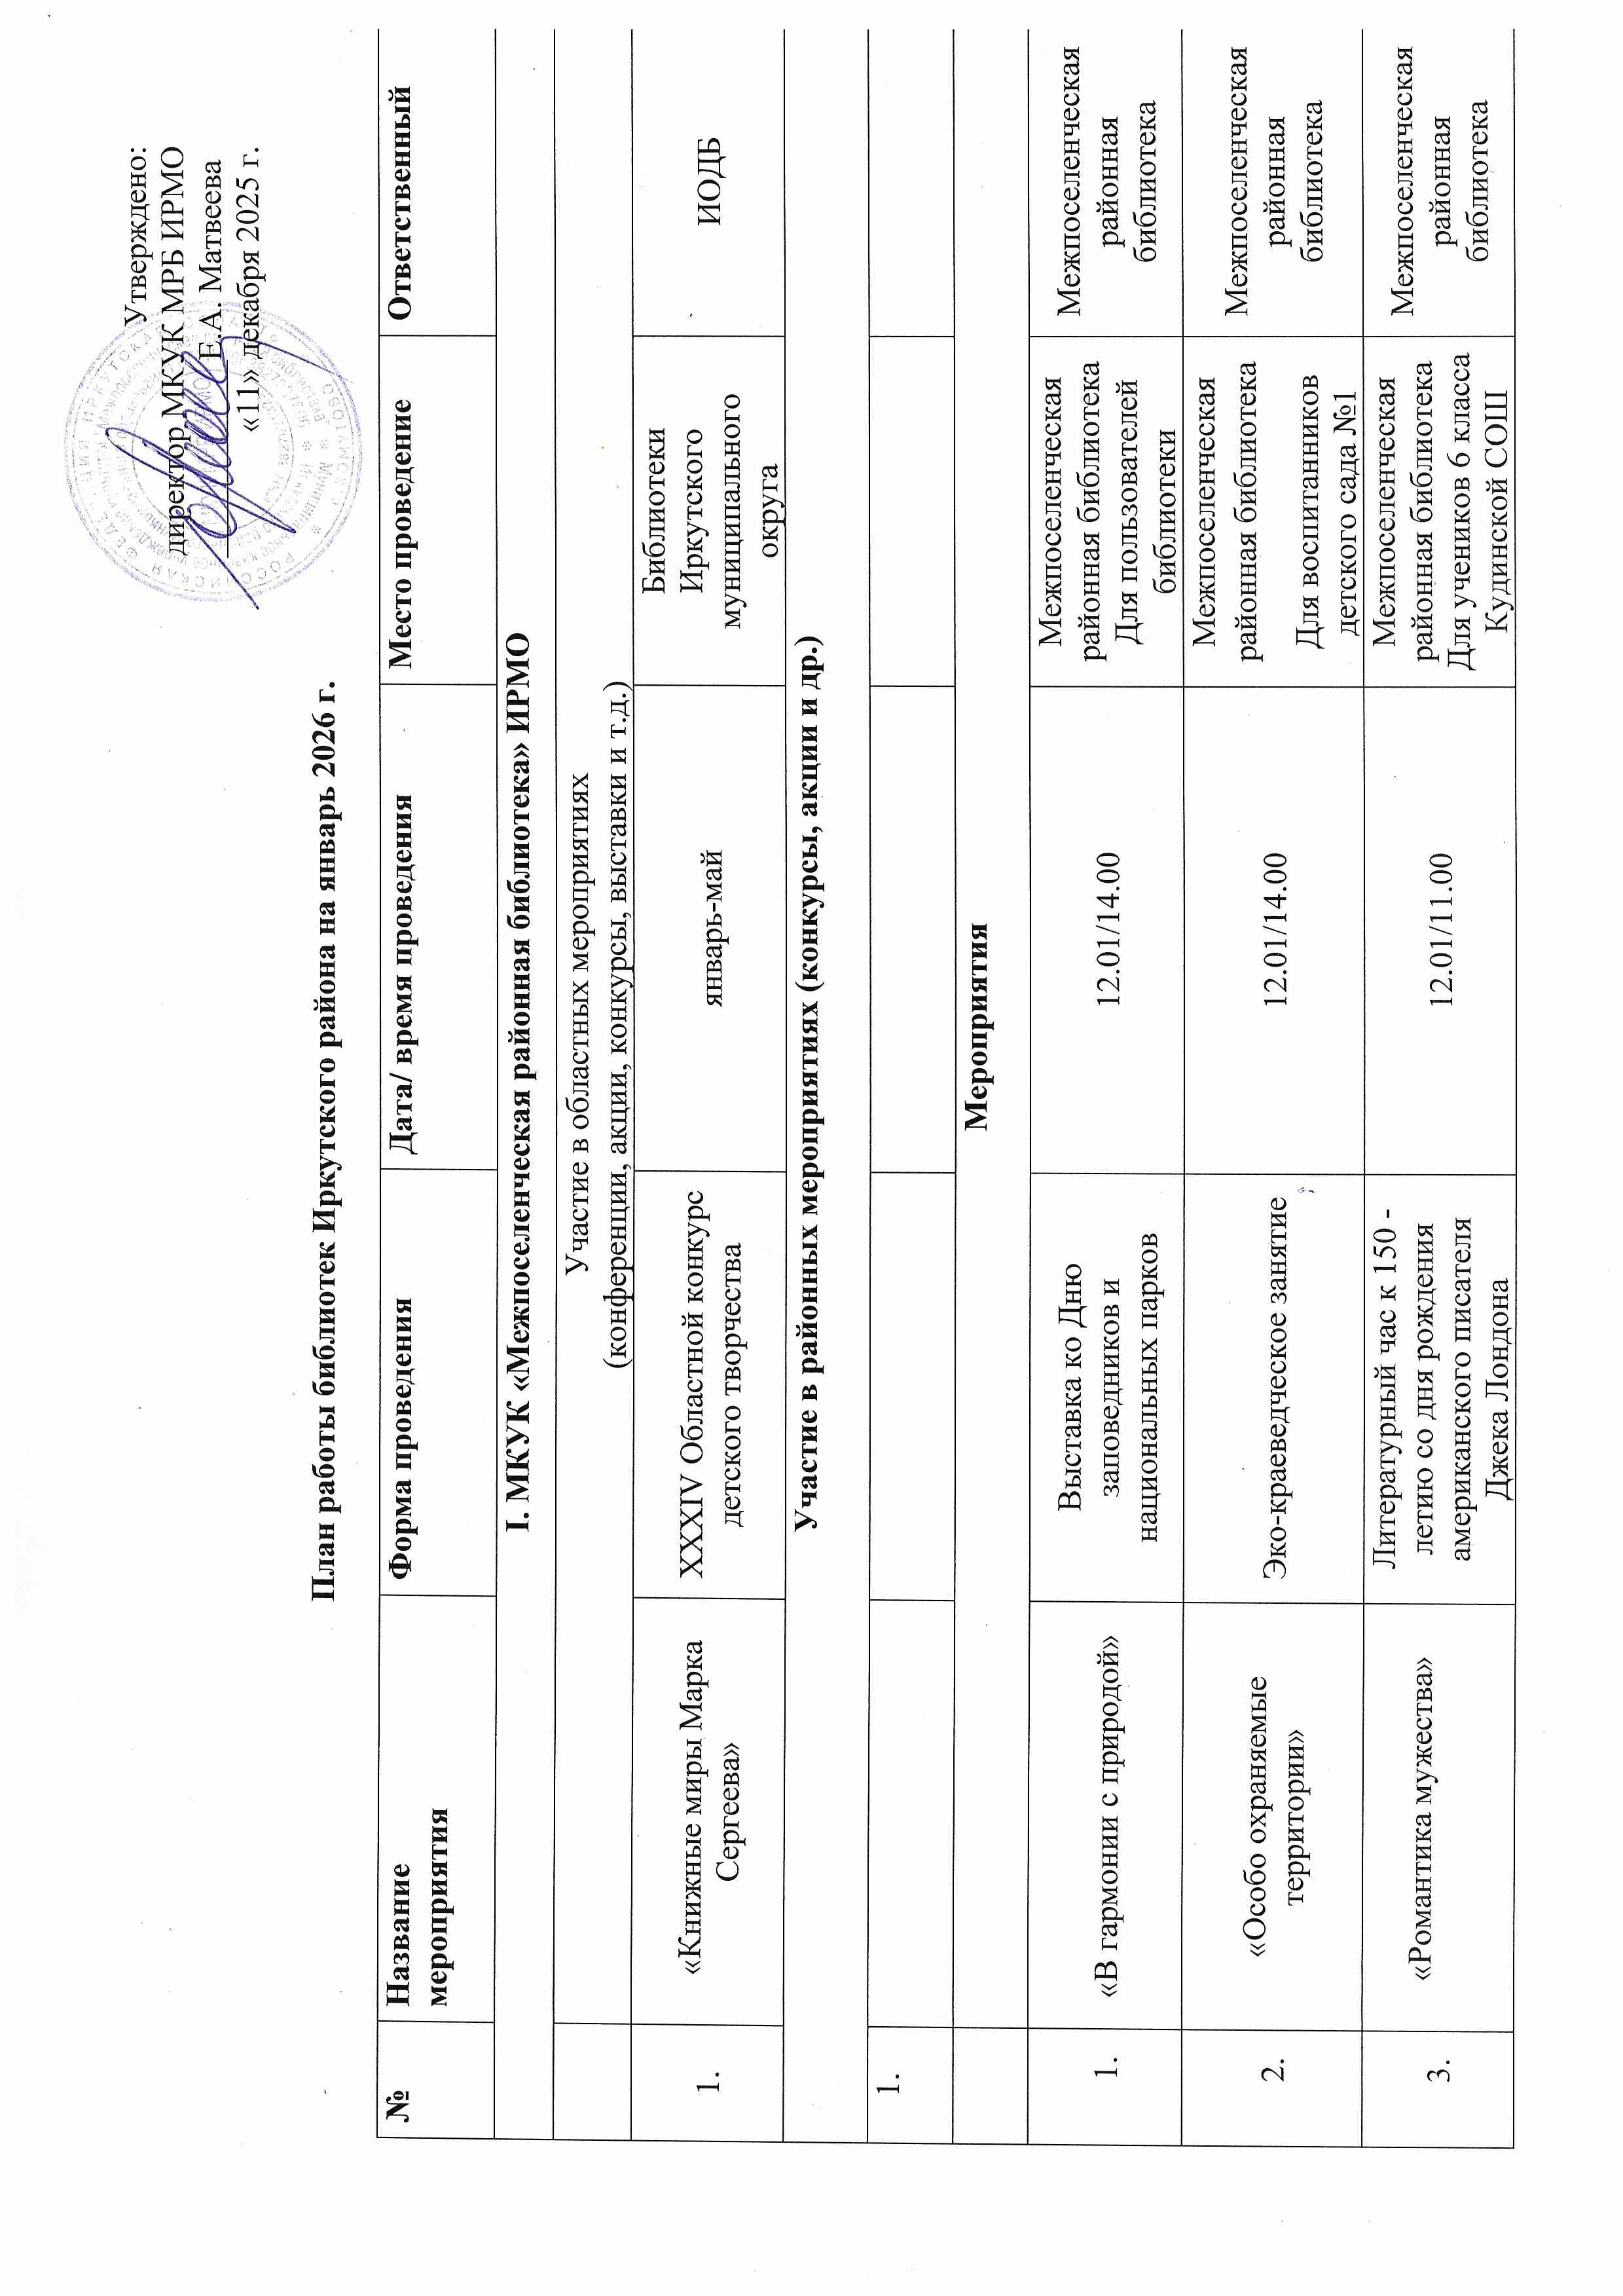 Утверждено:
директор МКУК МРБ ИРМО
Е.А. Матвеева
«11» декабря 2025 г.
План работы библиотек Иркутского района на январь 2026 г.
№
Название
мероприятия
Форма проведения
Дата/ время проведения
Место проведение
Ответственный
I. МКУК «Межпоселенческая районная библиотека» ИРМО
Участие в областных мероприятиях
(конференции, акции, конкурсы, выставки и т.д.)
1.
«Книжные миры Марка
Сергеева»
XXXIV Областной конкурс
детского творчества
январь-май
Библиотеки
Иркутского
муниципального
округа
ИОДБ
Участие в районных мероприятиях (конкурсы, акции и др.)
1.
Мероприятия
1.
«В гармонии с природой»
Выставка ко Дню
заповедников и
национальных парков
12.01/14.00
Межпоселенческая
районная библиотека
Для пользователей
библиотеки
Межпоселенческая
районная
библиотека
2.
«Особо охраняемые
территории»
Эко-краеведческое занятие
12.01/14.00
Межпоселенческая
районная библиотека
Для воспитанников
детского сада №1
Межпоселенческая
районная
библиотека
3.
«Романтика мужества»
Литературный час к 150 -
летию со дня рождения
американского писателя
Джека Лондона
12.01/11.00
Межпоселенческая
районная библиотека
Для учеников 6 класса
Кудинской СОШ
Межпоселенческая
районная
библиотека